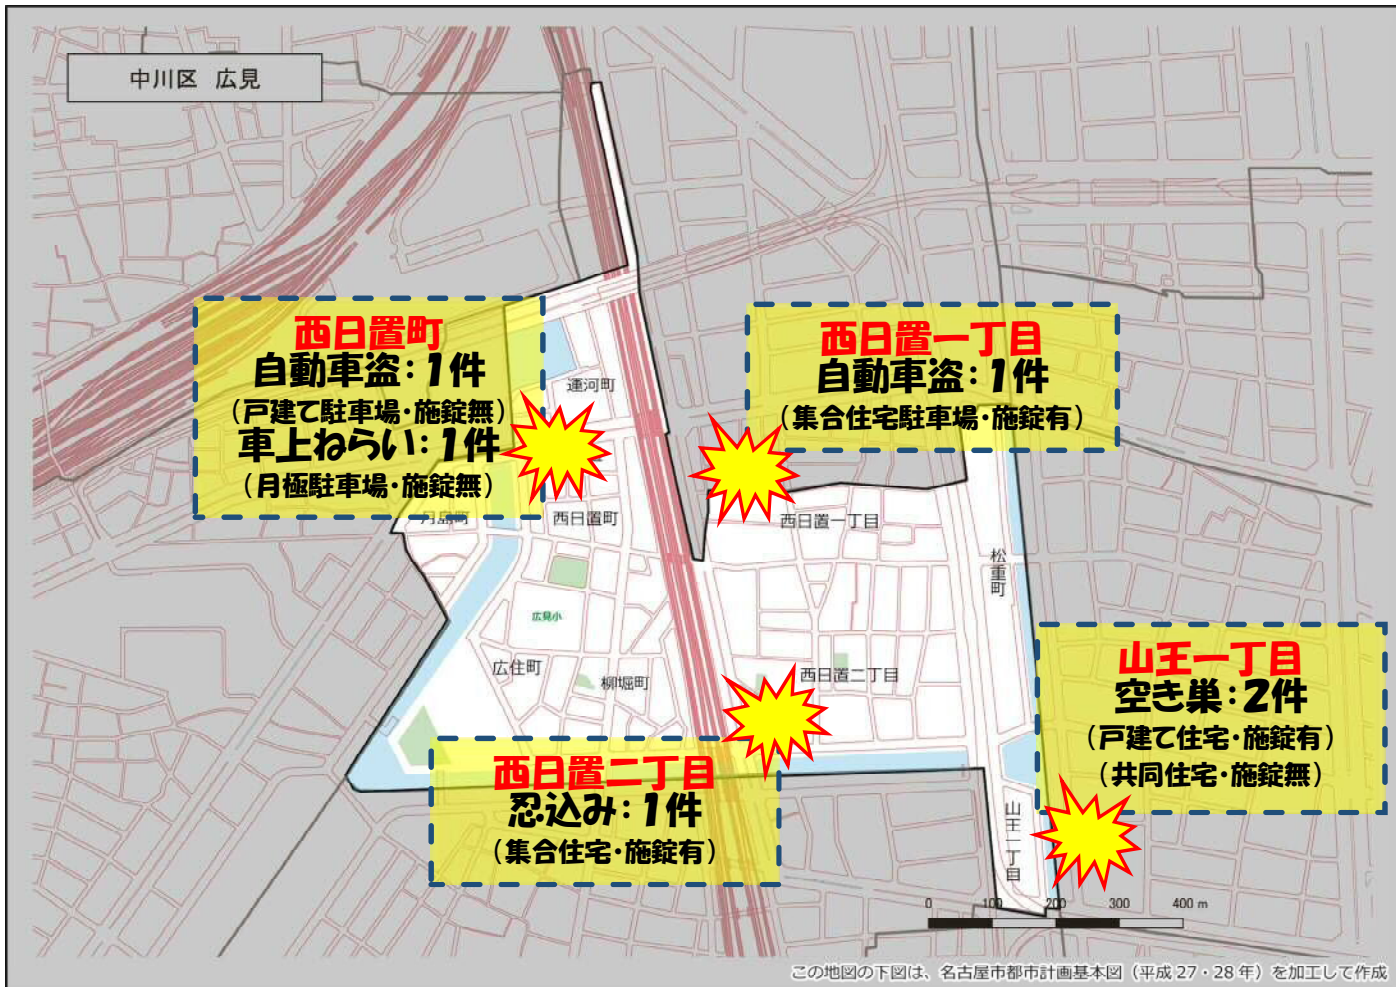 中川区 広見
西日置町
自動車盗：1件
（戸建て駐車場・施錠無）
車上ねらい：1件
（月極駐車場・施錠無）
西日置一丁目
自動車盗：1件
（集合住宅駐車場・施錠有）
運河町
月島町
西日置町
西日置一丁目
松重町
広見小
広住町
柳堀町
西日置二丁目
山王一丁目
空き巣：2件
（戸建て住宅・施錠有）
（共同住宅・施錠無）
西日置二丁目
忍込み：1件
（集合住宅・施錠有）
山王一丁目
0 100 200 300 400 m
この地図の下図は、名古屋市都市計画基本図（平成 27・28 年）を加工して作成